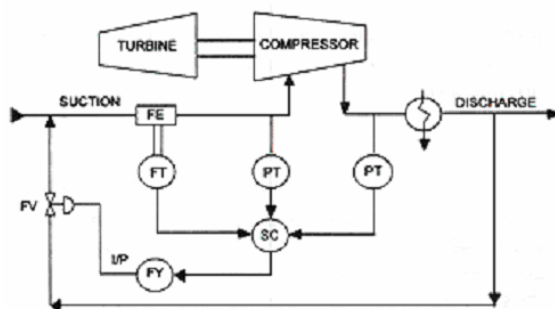 TURBINE
COMPRESSOR
SUCTION
FE
DISCHARGE
FT
PT
PT
FV
SC
I/P
FY